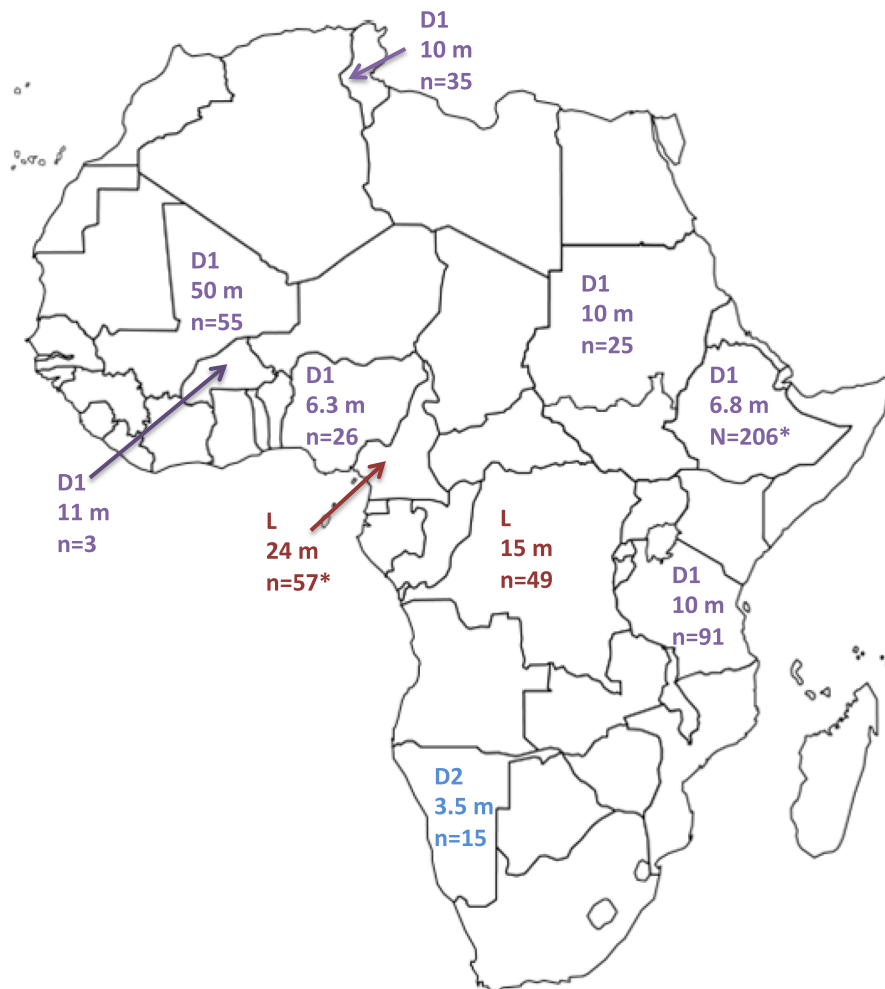 D1
10 m
n=35
D1
50 m
n=55
D1
10 m
n=25
D1
6.3 m
n=26
D1
6.8 m
N=206*
D1
11 m
n=3
L
24 m
n=57*
L
15 m
n=49
D1
10 m
n=91
D2
3.5 m
n=15